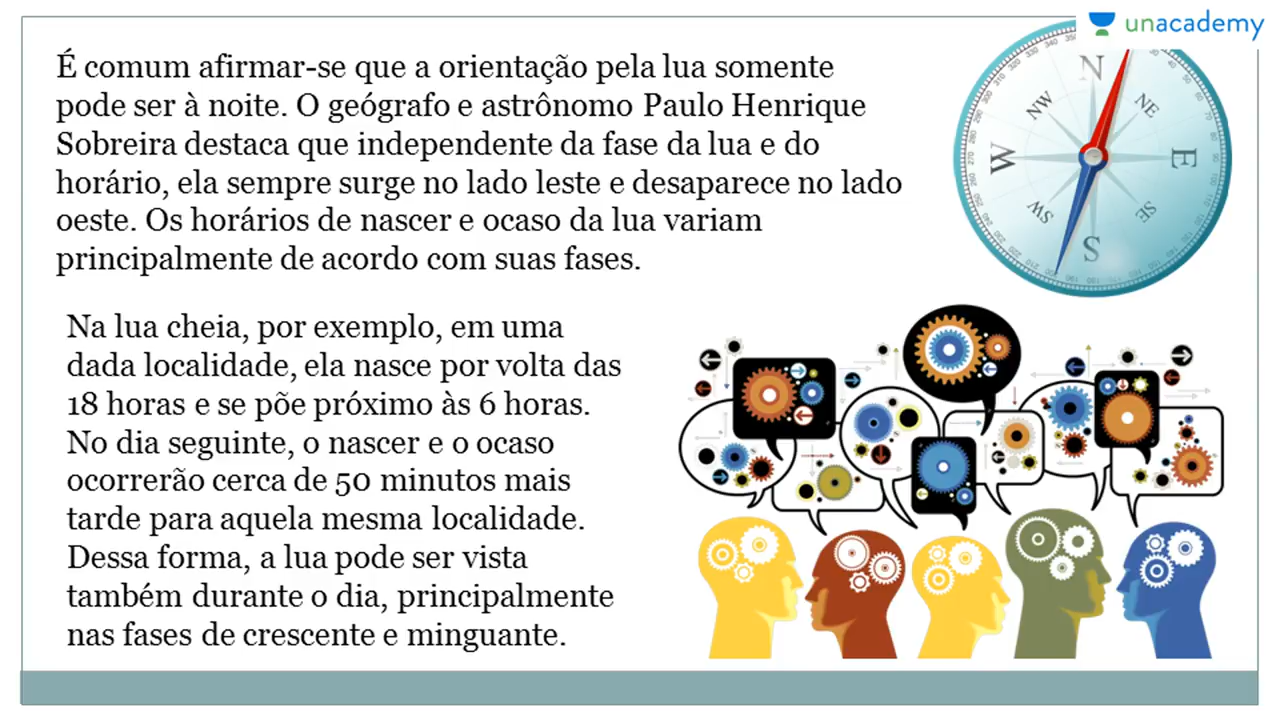 unacademy
É comum afirmar-se que a orientação pela lua somente
pode ser à noite. O geógrafo e astrônomo Paulo Henrique
Sobreira destaca que independente da fase da lua e do
horário, ela sempre surge no lado leste e desaparece no lado
oeste. Os horários de nascer e ocaso da lua variam
principalmente de acordo com suas fases.
N
NE
E
SE
S
SW
W
NW
Na lua cheia, por exemplo, em uma
dada localidade, ela nasce por volta das
18 horas e se põe próximo às 6 horas.
No dia seguinte, o nascer e o ocaso
ocorrerão cerca de 50 minutos mais
tarde para aquela mesma localidade.
Dessa forma, a lua pode ser vista
também durante o dia, principalmente
nas fases de crescente e minguante.